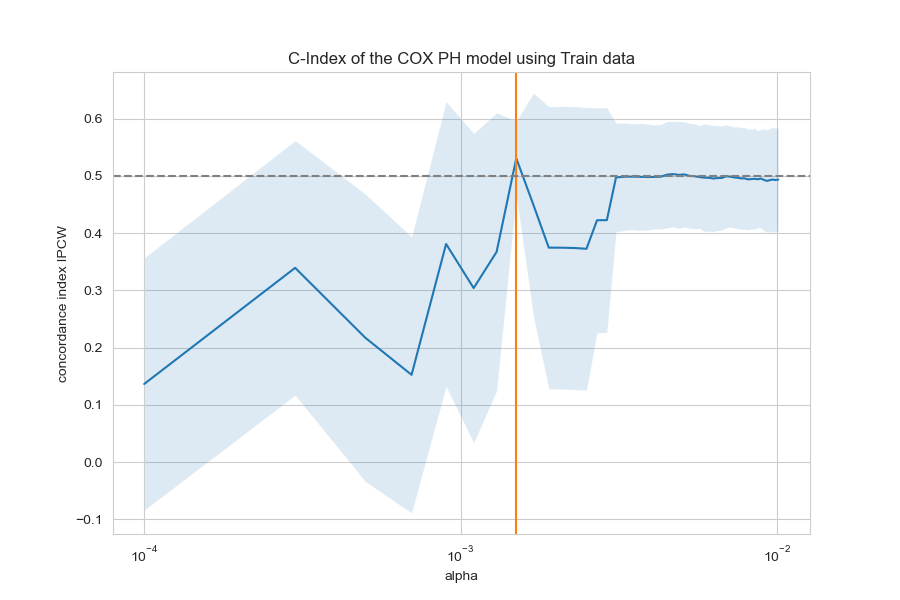 C-Index of the COX PH model using Train data
concordance index IPCW
0.6
0.5
0.4
0.3
0.2
0.1
0.0
−0.1
10⁻⁴ 10⁻³ 10⁻²
alpha